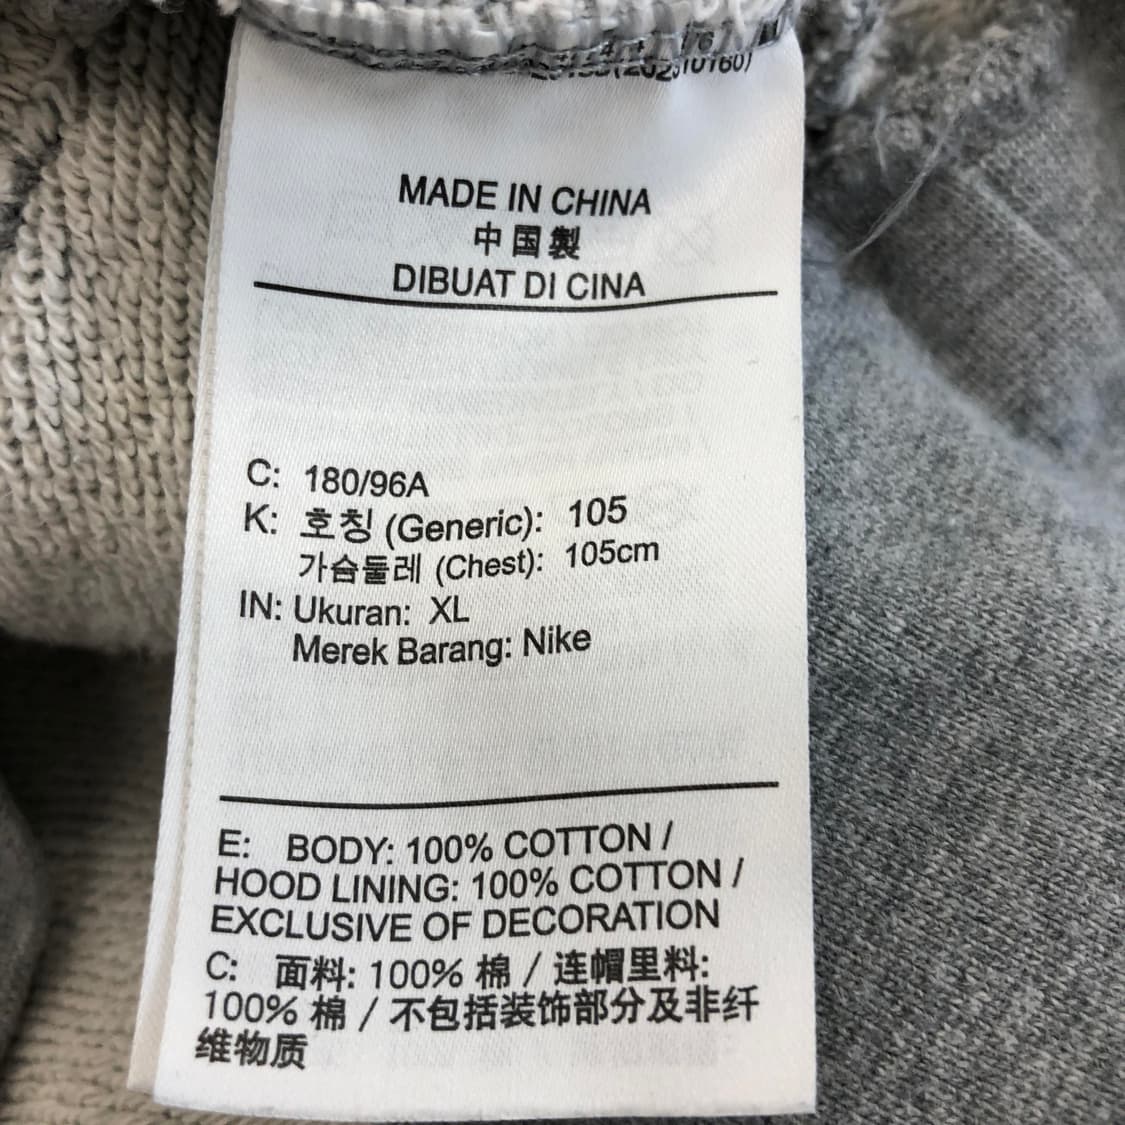 MADE IN CHINA
中国製
DIBUAT DI CINA
C: 180/96A
K: 호칭 (Generic): 105
가슴둘레 (Chest): 105cm
IN: Ukuran: XL
Merek Barang: Nike
E: BODY: 100% COTTON /
HOOD LINING: 100% COTTON /
EXCLUSIVE OF DECORATION
C: 面料: 100% 棉 / 连帽里料:
100% 棉 / 不包括装饰部分及非纤
维物质